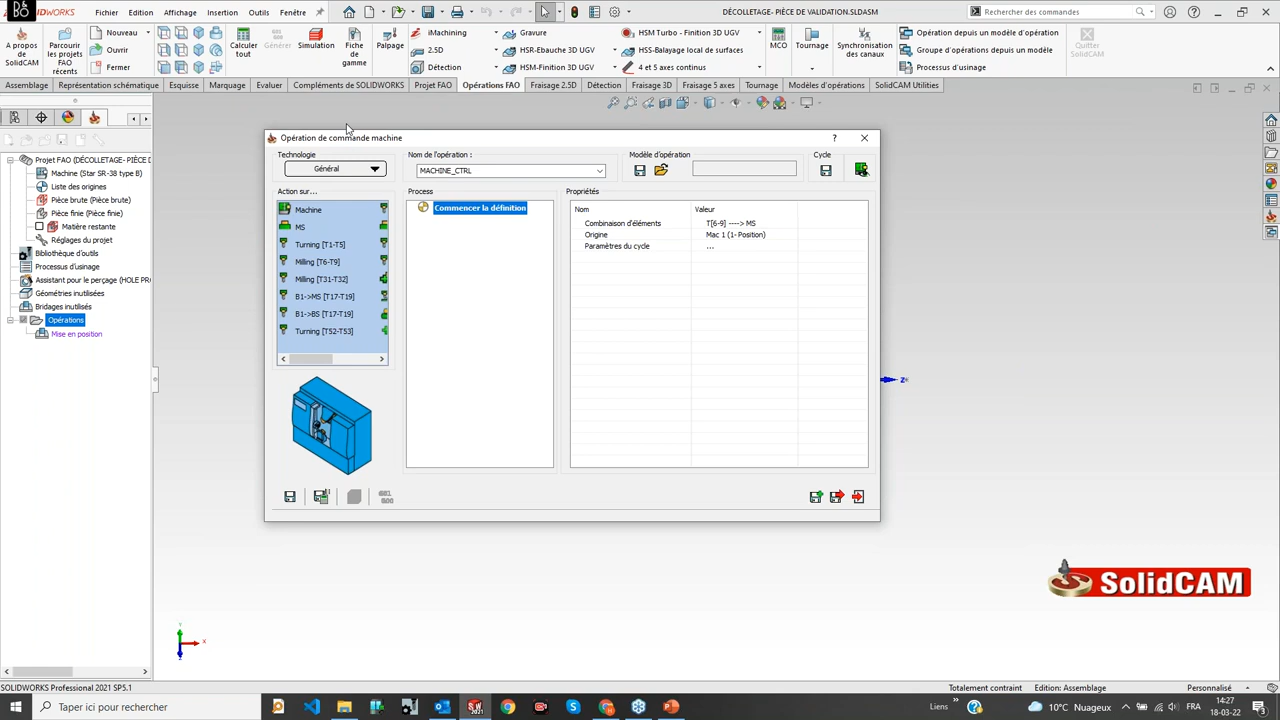 BO
SOLIDWORKS
Fichier
Edition
Affichage
Insertion
Outils
Fenêtre
DÉCOLLETAGE- PIÈCE DE VALIDATION.SLDASM
Rechercher des commandes
A propos de SolidCAM
Parcourir les projets FAO récents
Nouveau
Ouvrir
Fermer
Calculer tout
Générer
Simulation
Fiche de gamme
Palpage
iMachining
2.5D
Détection
Gravure
HSR-Ebauche 3D UGV
HSM-Finition 3D UGV
HSM Turbo - Finition 3D UGV
HSS-Balayage local de surfaces
4 et 5 axes continus
MCO
Tournage
Synchronisation des canaux
Opération depuis un modèle d'opération
Groupe d'opérations depuis un modèle
Processus d'usinage
Quitter SolidCAM
Assemblage
Représentation schématique
Esquisse
Marquage
Evaluer
Compléments de SOLIDWORKS
Projet FAO
Opérations FAO
Fraisage 2.5D
Détection
Fraisage 3D
Fraisage 5 axes
Tournage
Modèles d'opérations
SolidCAM Utilities
Projet FAO (DÉCOLLETAGE- PIÈCE D
Machine (Star SR-38 type B)
Liste des origines
Pièce brute (Pièce brute)
Pièce finie (Pièce finie)
Matière restante
Réglages du projet
Bibliothèque d'outils
Processus d'usinage
Assistant pour le perçage (HOLE PR
Géométries inutilisées
Bridages inutilisés
Opérations
Mise en position
Opération de commande machine
?
Technologie
Général
Nom de l'opération :
MACHINE_CTRL
Modèle d'opération
Cycle
Action sur...
Machine
MS
Turning [T1-T5]
Milling [T6-T9]
Milling [T31-T32]
B1->MS [T17-T19]
B1->BS [T17-T19]
Turning [T52-T53]
Process
Commencer la définition
Propriétés
Nom Valeur
Combinaison d'éléments T[6-9] ----> MS
Origine Mac 1 (1- Position)
Paramètres du cycle ...
G01
G00
Z
SolidCAM
Y
X
Z
SOLIDWORKS Professional 2021 SP5.1
Totalement contraint
Edition: Assemblage
Personnalisé
Taper ici pour rechercher
Liens
10°C Nuageux
FRA
14:27
18-03-22